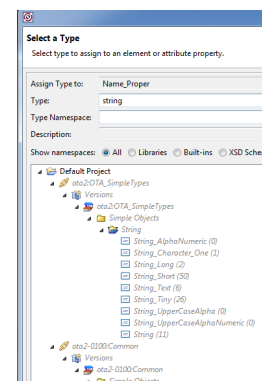 Select a Type
Select type to assign to an element or attribute property.
Assign Type to: Name_Proper
Type: string
Type Namespace:
Description:
Show namespaces: All Libraries Built-ins XSD Scher
Default Project
ota2:OTA_SimpleTypes
Versions
ota2:OTA_SimpleTypes
Simple Objects
String
String_AlphaNumeric (0)
String_Character_One (1)
String_Long (2)
String_Short (50)
String_Text (6)
String_Tiny (26)
String_UpperCaseAlpha (0)
String_UpperCaseAlphaNumeric (0)
String (11)
ota2-0100:Common
Versions
ota2-0100:Common
Simple Objects